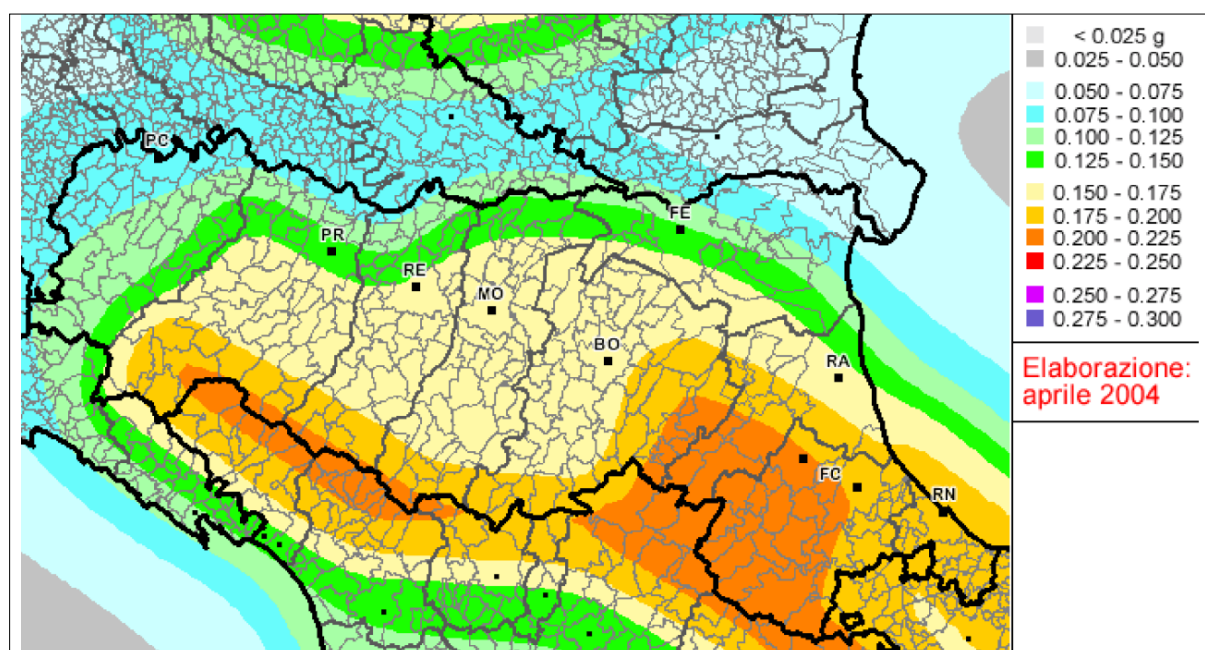 PC
PR
RE
MO
FE
BO
RA
FC
RN
< 0.025 g
0.025 - 0.050
0.050 - 0.075
0.075 - 0.100
0.100 - 0.125
0.125 - 0.150
0.150 - 0.175
0.175 - 0.200
0.200 - 0.225
0.225 - 0.250
0.250 - 0.275
0.275 - 0.300
Elaborazione:
aprile 2004